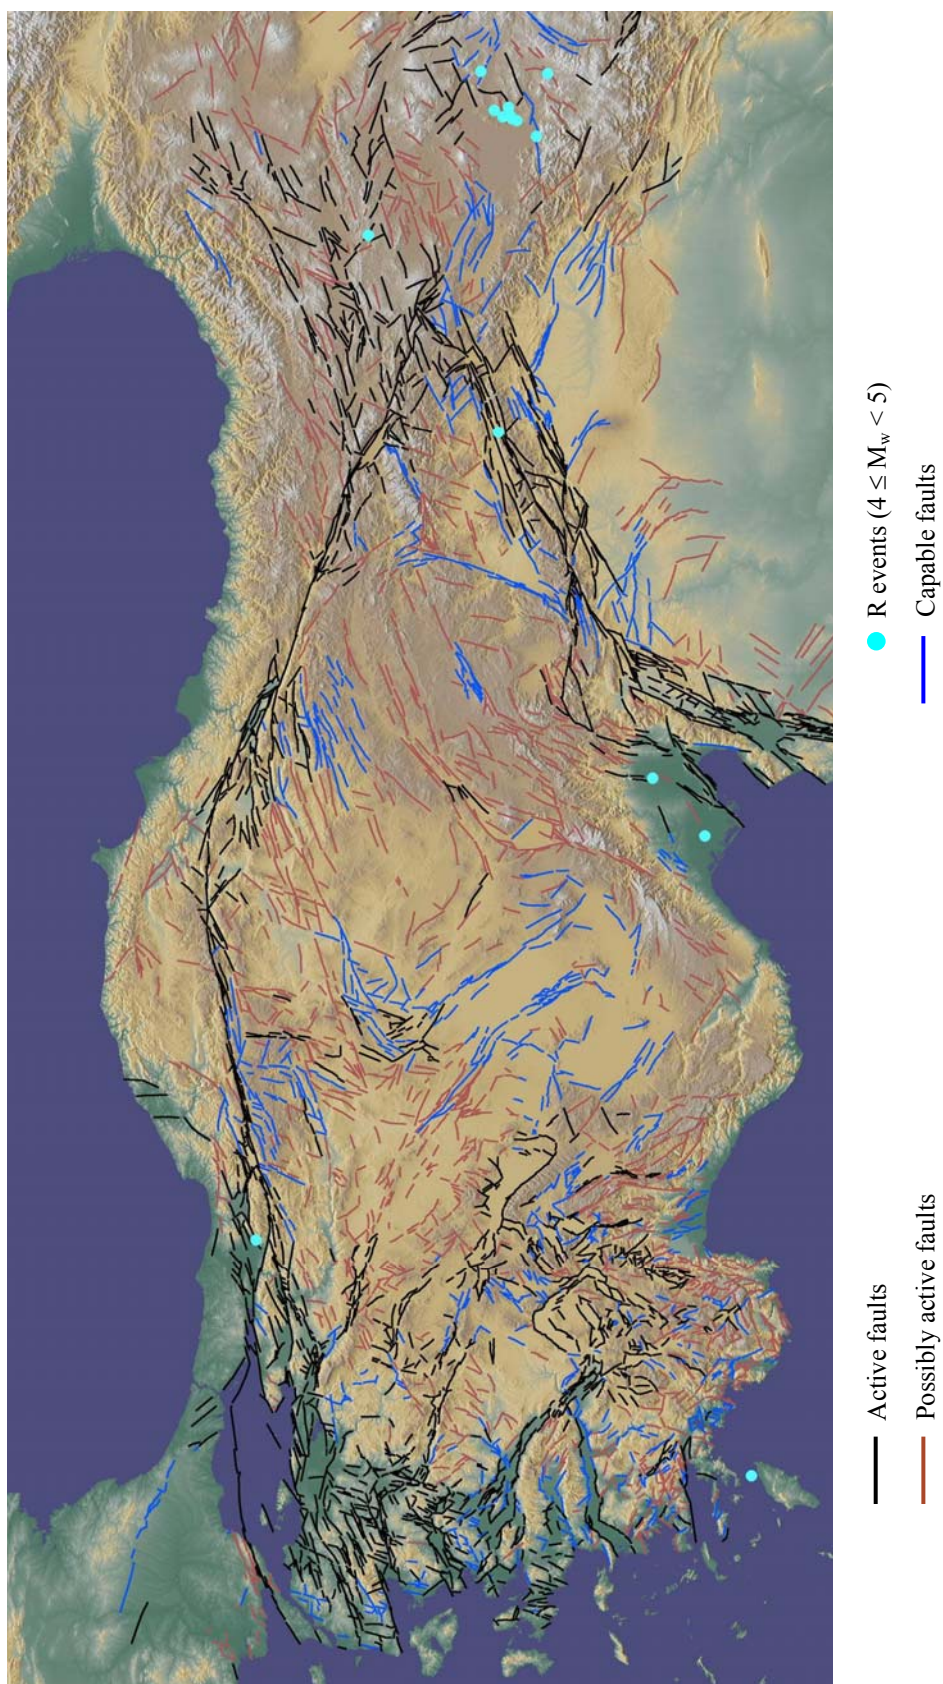 Active faults
Possibly active faults
R events (4 ≤ Mw < 5)
Capable faults